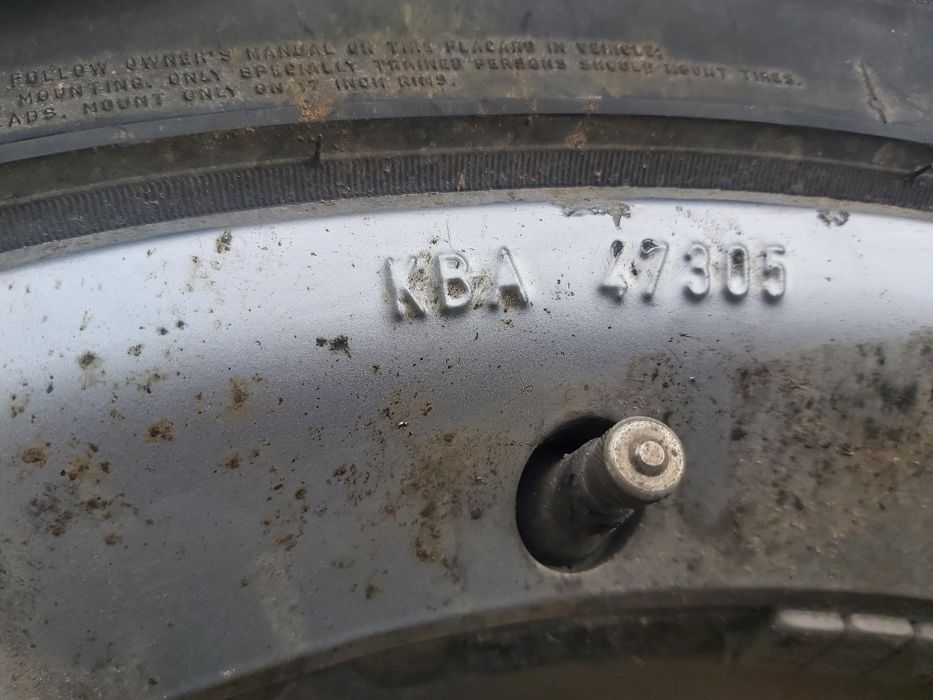 FOLLOW OWNER'S MANUAL OR TIRE PLACARD IN VEHICLE.
MOUNTING. ONLY SPECIALLY TRAINED PERSONS SHOULD MOUNT TIRES.
ADS. MOUNT ONLY ON 17 INCH RIMS.
KBA 47305